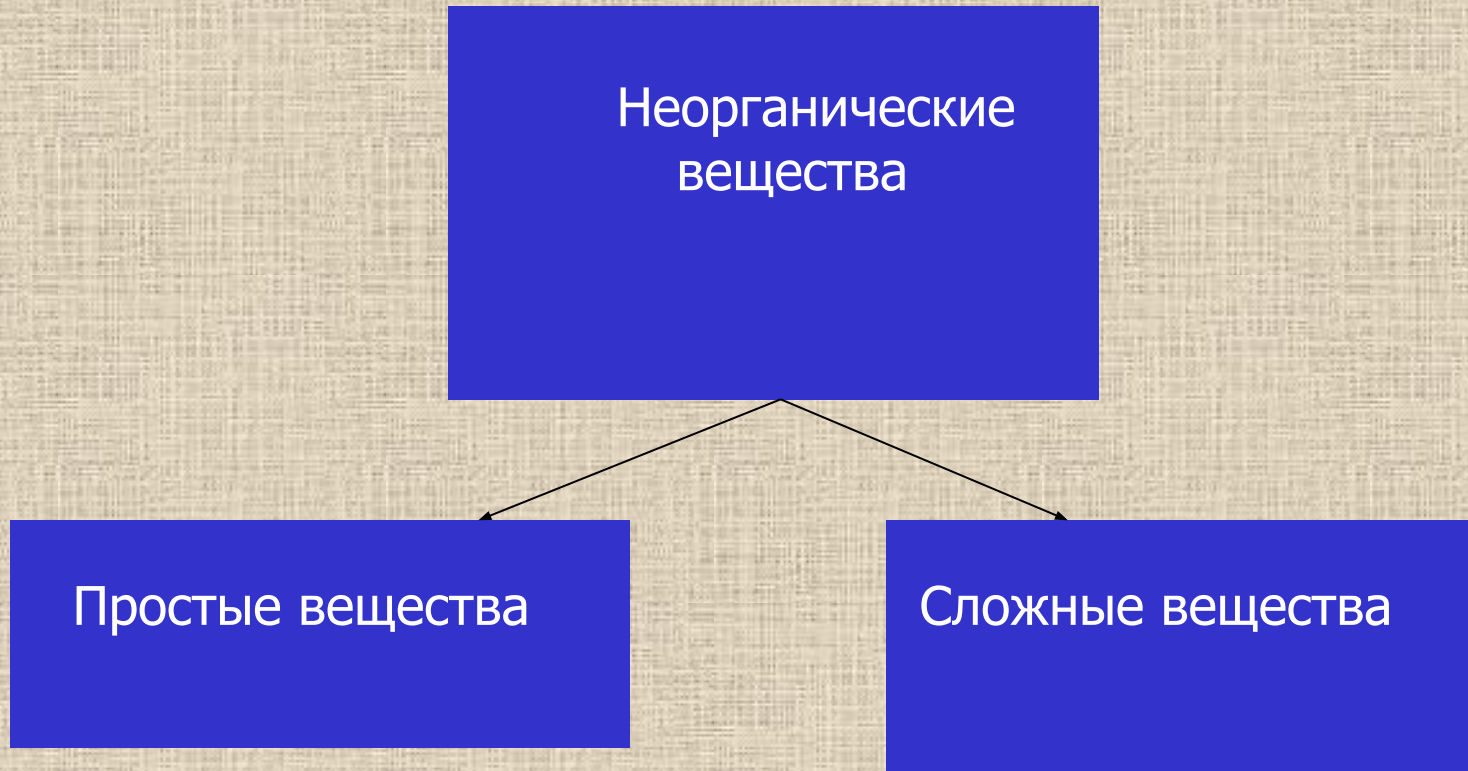 Неорганические
вещества
Простые вещества
Сложные вещества